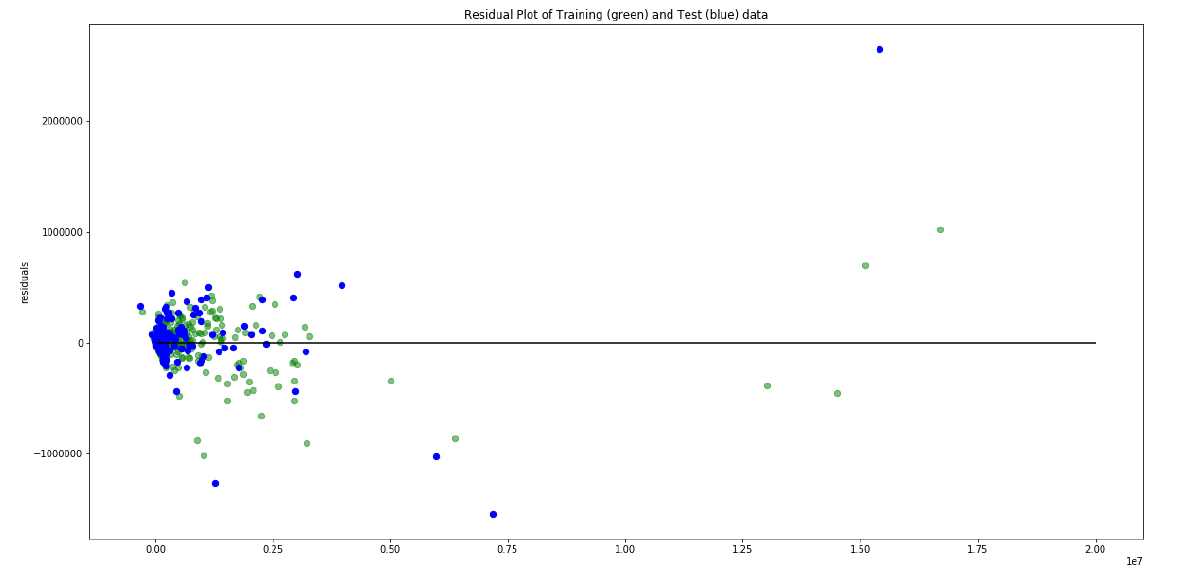 Residual Plot of Training (green) and Test (blue) data
2000000
1000000
0
−1000000
residuals
0.00 0.25 0.50 0.75 1.00 1.25 1.50 1.75 2.00
1e7